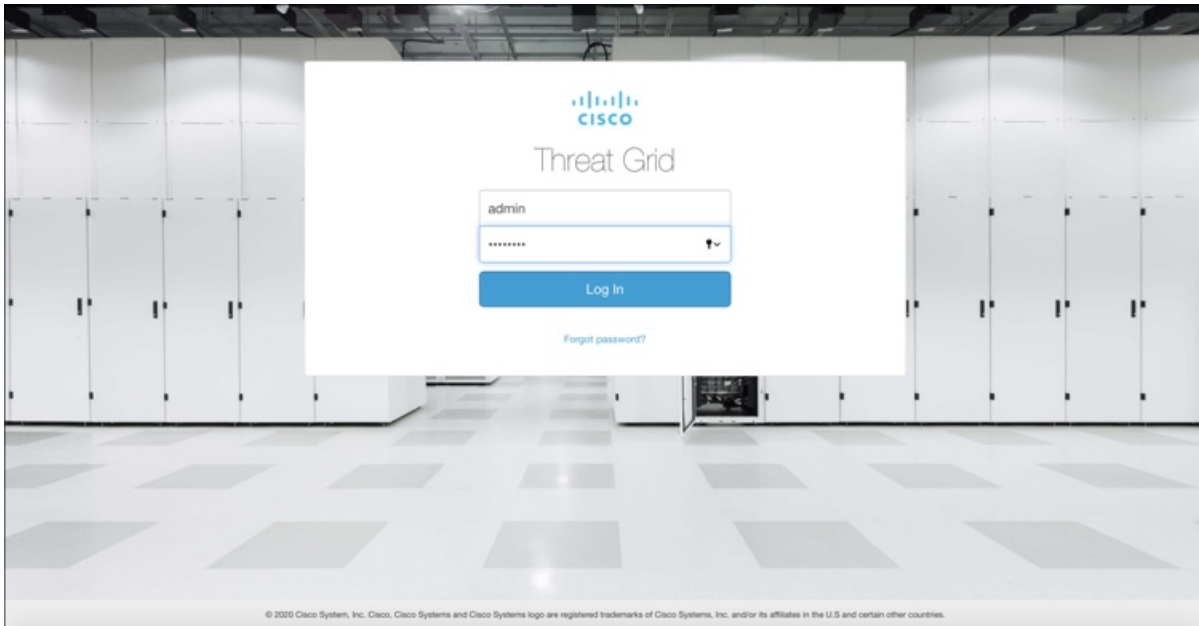 CISCO
Threat Grid
admin
Log In
Forgot password?
© 2020 Cisco System, Inc. Cisco, Cisco Systems and Cisco Systems logo are registered trademarks of Cisco Systems, Inc. and/or its affiliates in the U.S and certain other countries.